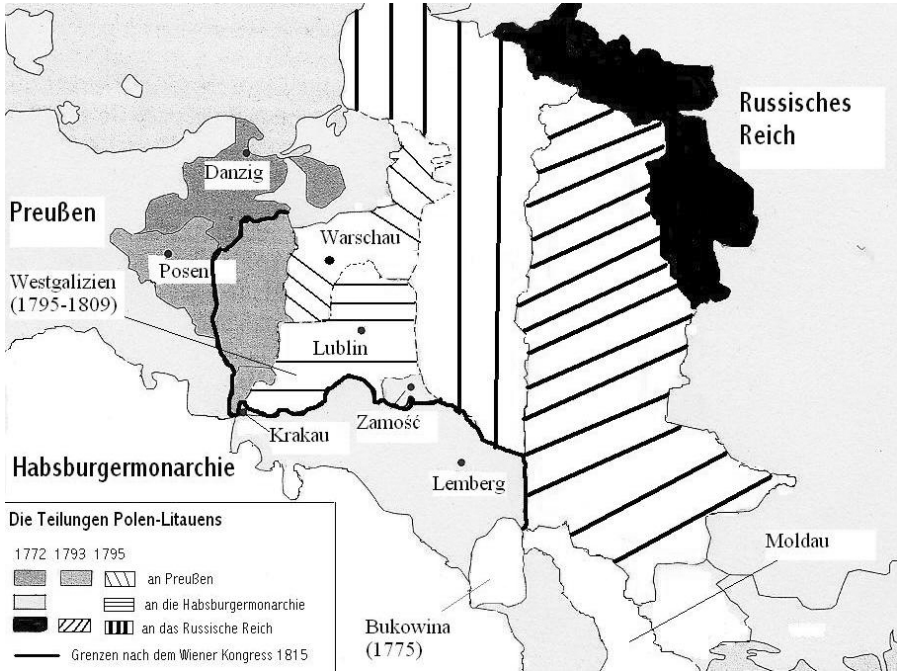 Russisches
Reich
Danzig
Preußen
Warschau
Posen
Westgalizien
(1795-1809)
Lublin
Zamość
Krakau
Habsburgermonarchie
Lemberg
Die Teilungen Polen-Litauens
1772 1793 1795
an Preußen
an die Habsburgermonarchie
an das Russische Reich
Grenzen nach dem Wiener Kongress 1815
Moldau
Bukowina
(1775)